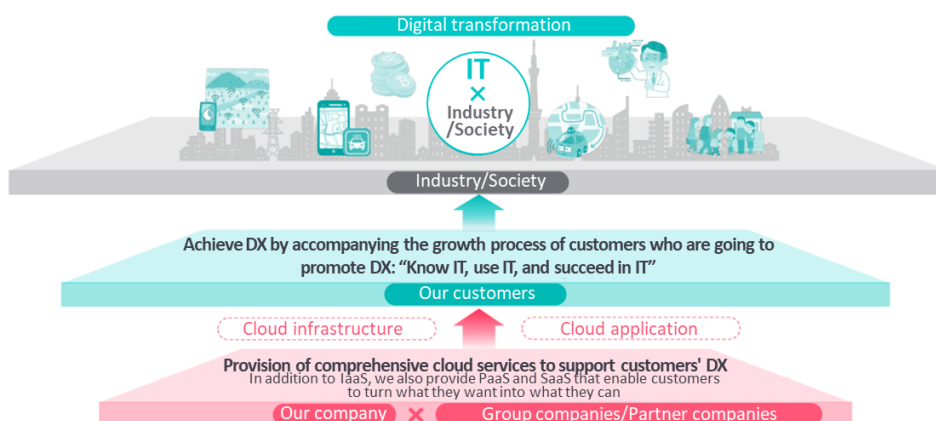 Digital transformation
IT
×
Industry
/Society
Industry/Society
Achieve DX by accompanying the growth process of customers who are going to
promote DX: “Know IT, use IT, and succeed in IT”
Our customers
Cloud infrastructure
Cloud application
Provision of comprehensive cloud services to support customers' DX
In addition to IaaS, we also provide PaaS and SaaS that enable customers
to turn what they want into what they can
Our company × Group companies/Partner companies